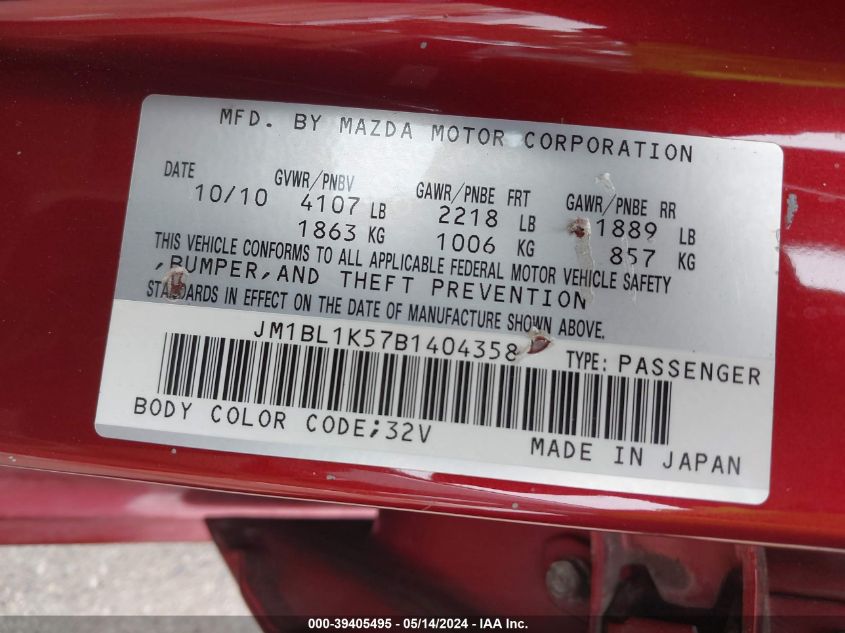 MFD. BY MAZDA MOTOR CORPORATION
DATE GVWR/PNBV GAWR/PNBE FRT GAWR/PNBE RR
10/10 4107 LB 2218 LB 1889 LB
1863 KG 1006 KG 857 KG
THIS VEHICLE CONFORMS TO ALL APPLICABLE FEDERAL MOTOR VEHICLE SAFETY
,BUMPER,AND THEFT PREVENTION
STANDARDS IN EFFECT ON THE DATE OF MANUFACTURE SHOWN ABOVE.
JM1BL1K57B1404358 TYPE: PASSENGER
BODY COLOR CODE;32V
MADE IN JAPAN
000-39405495 - 05/14/2024 - IAA Inc.